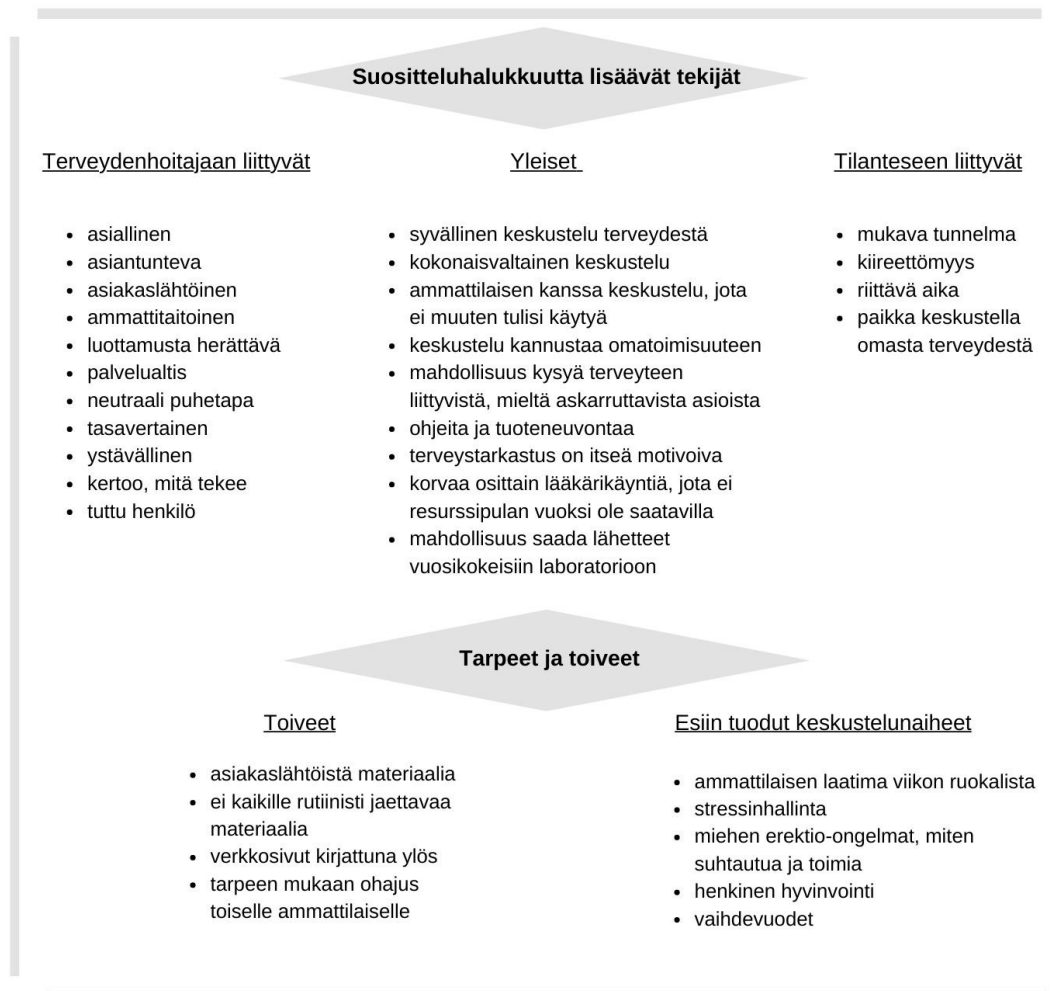 Suositteluhalukkuutta lisäävät tekijät
Terveydenhoitajaan liittyvät
asiallinen
asiantunteva
asiakaslähtöinen
ammattitaitoinen
luottamusta herättävä
palvelualtis
neutraali puhetapa
tasavertainen
ystävällinen
kertoo, mitä tekee
tuttu henkilö
Yleiset
syvällinen keskustelu terveydestä
kokonaisvaltainen keskustelu
ammattilaisen kanssa keskustelu, jota
ei muuten tulisi käytyä
keskustelu kannustaa omatoimisuuteen
mahdollisuus kysyä terveyteen
liittyvistä, mieltä askarruttavista asioista
ohjeita ja tuoteneuvontaa
terveystarkastus on itseä motivoiva
korvaa osittain lääkärikäyntiä, jota ei
resurssipulan vuoksi ole saatavilla
mahdollisuus saada lähetteet
vuosikokeisiin laboratorioon
Tilanteseen liittyvät
mukava tunnelma
kiireettömyys
riittävä aika
paikka keskustella
omasta terveydestä
Tarpeet ja toiveet
Toiveet
asiakaslähtöistä materiaalia
ei kaikille rutiinisti jaettavaa
materiaalia
verkkosivut kirjattuna ylös
tarpeen mukaan ohajus
toiselle ammattilaiselle
Esiin tuodut keskustelunaiheet
ammattilaisen laatima viikon ruokalista
stressinhallinta
miehen erektio-ongelmat, miten
suhtautua ja toimia
henkinen hyvinvointi
vaihdevuodet